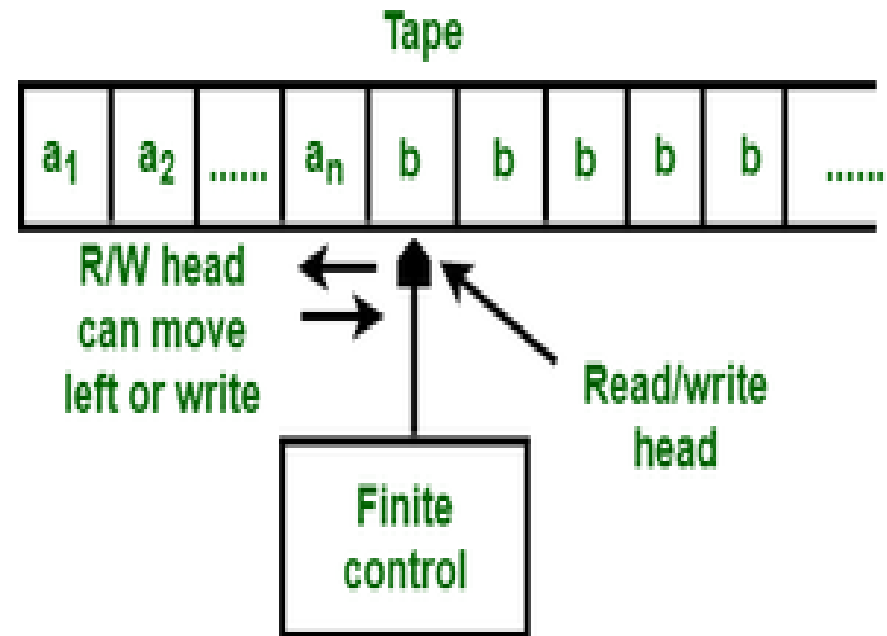 Tape
a1 a2 ...... an b b b b b ......
R/W head
can move
left or write
Read/write
head
Finite
control